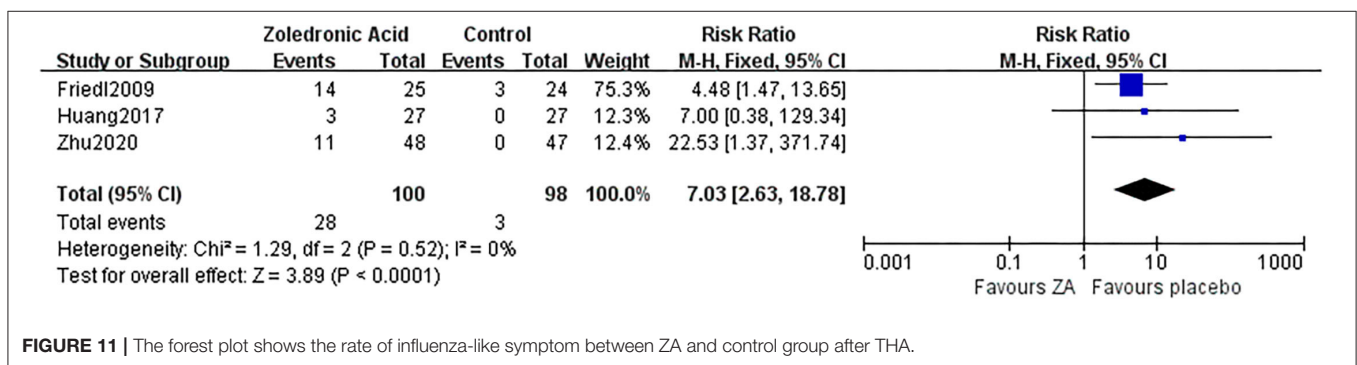 Zoledronic Acid Control Risk Ratio Risk Ratio
Study or Subgroup Events Total Events Total Weight M-H, Fixed, 95% CI M-H, Fixed, 95% CI
Friedl2009 14 25 3 24 75.3% 4.48 [1.47, 13.65]
Huang2017 3 27 0 27 12.3% 7.00 [0.38, 129.34]
Zhu2020 11 48 0 47 12.4% 22.53 [1.37, 371.74]
Total (95% CI) 100 98 100.0% 7.03 [2.63, 18.78]
Total events 28 3
Heterogeneity: Chi² = 1.29, df = 2 (P = 0.52); I² = 0%
Test for overall effect: Z = 3.89 (P < 0.0001)
0.001 0.1 1 10 1000
Favours ZA Favours placebo
FIGURE 11 | The forest plot shows the rate of influenza-like symptom between ZA and control group after THA.